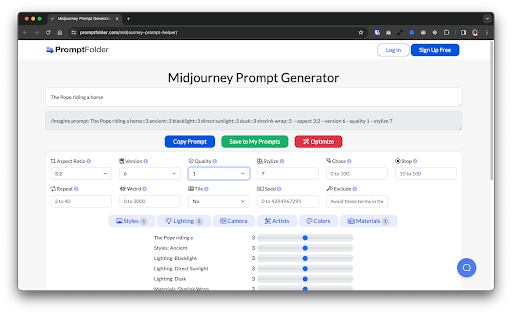 Midjourney Prompt Generator
promptfolder.com/midjourney-prompt-helper/
PromptFolder
Log in
Sign Up Free
Midjourney Prompt Generator
The Pope riding a horse
/imagine prompt: The Pope riding a horse::3 ancient::3 blacklight::3 direct sunlight::3 dusk::3 sharink wrap::3 --aspect 3:2 --version 6 --quality 1 --stylize 7
Copy Prompt
Save to My Prompts
Optimize
Aspect Ratio Version Quality Stylize Chaos Stop
3:2 6 1 7 0 to 100 10 to 100
Repeat Weird Tile Seed Exclude
2 to 40 0 to 3000 No 0 to 4294967295 Avoid these terms in the
Styles 1 Lighting 3 Camera Artists Colors Materials 1
The Pope riding a 3
Styles: Ancient 3
Lighting: Blacklight 3
Lighting: Direct Sunlight 3
Lighting: Dusk 3
Materials: Sharink Wrap 3